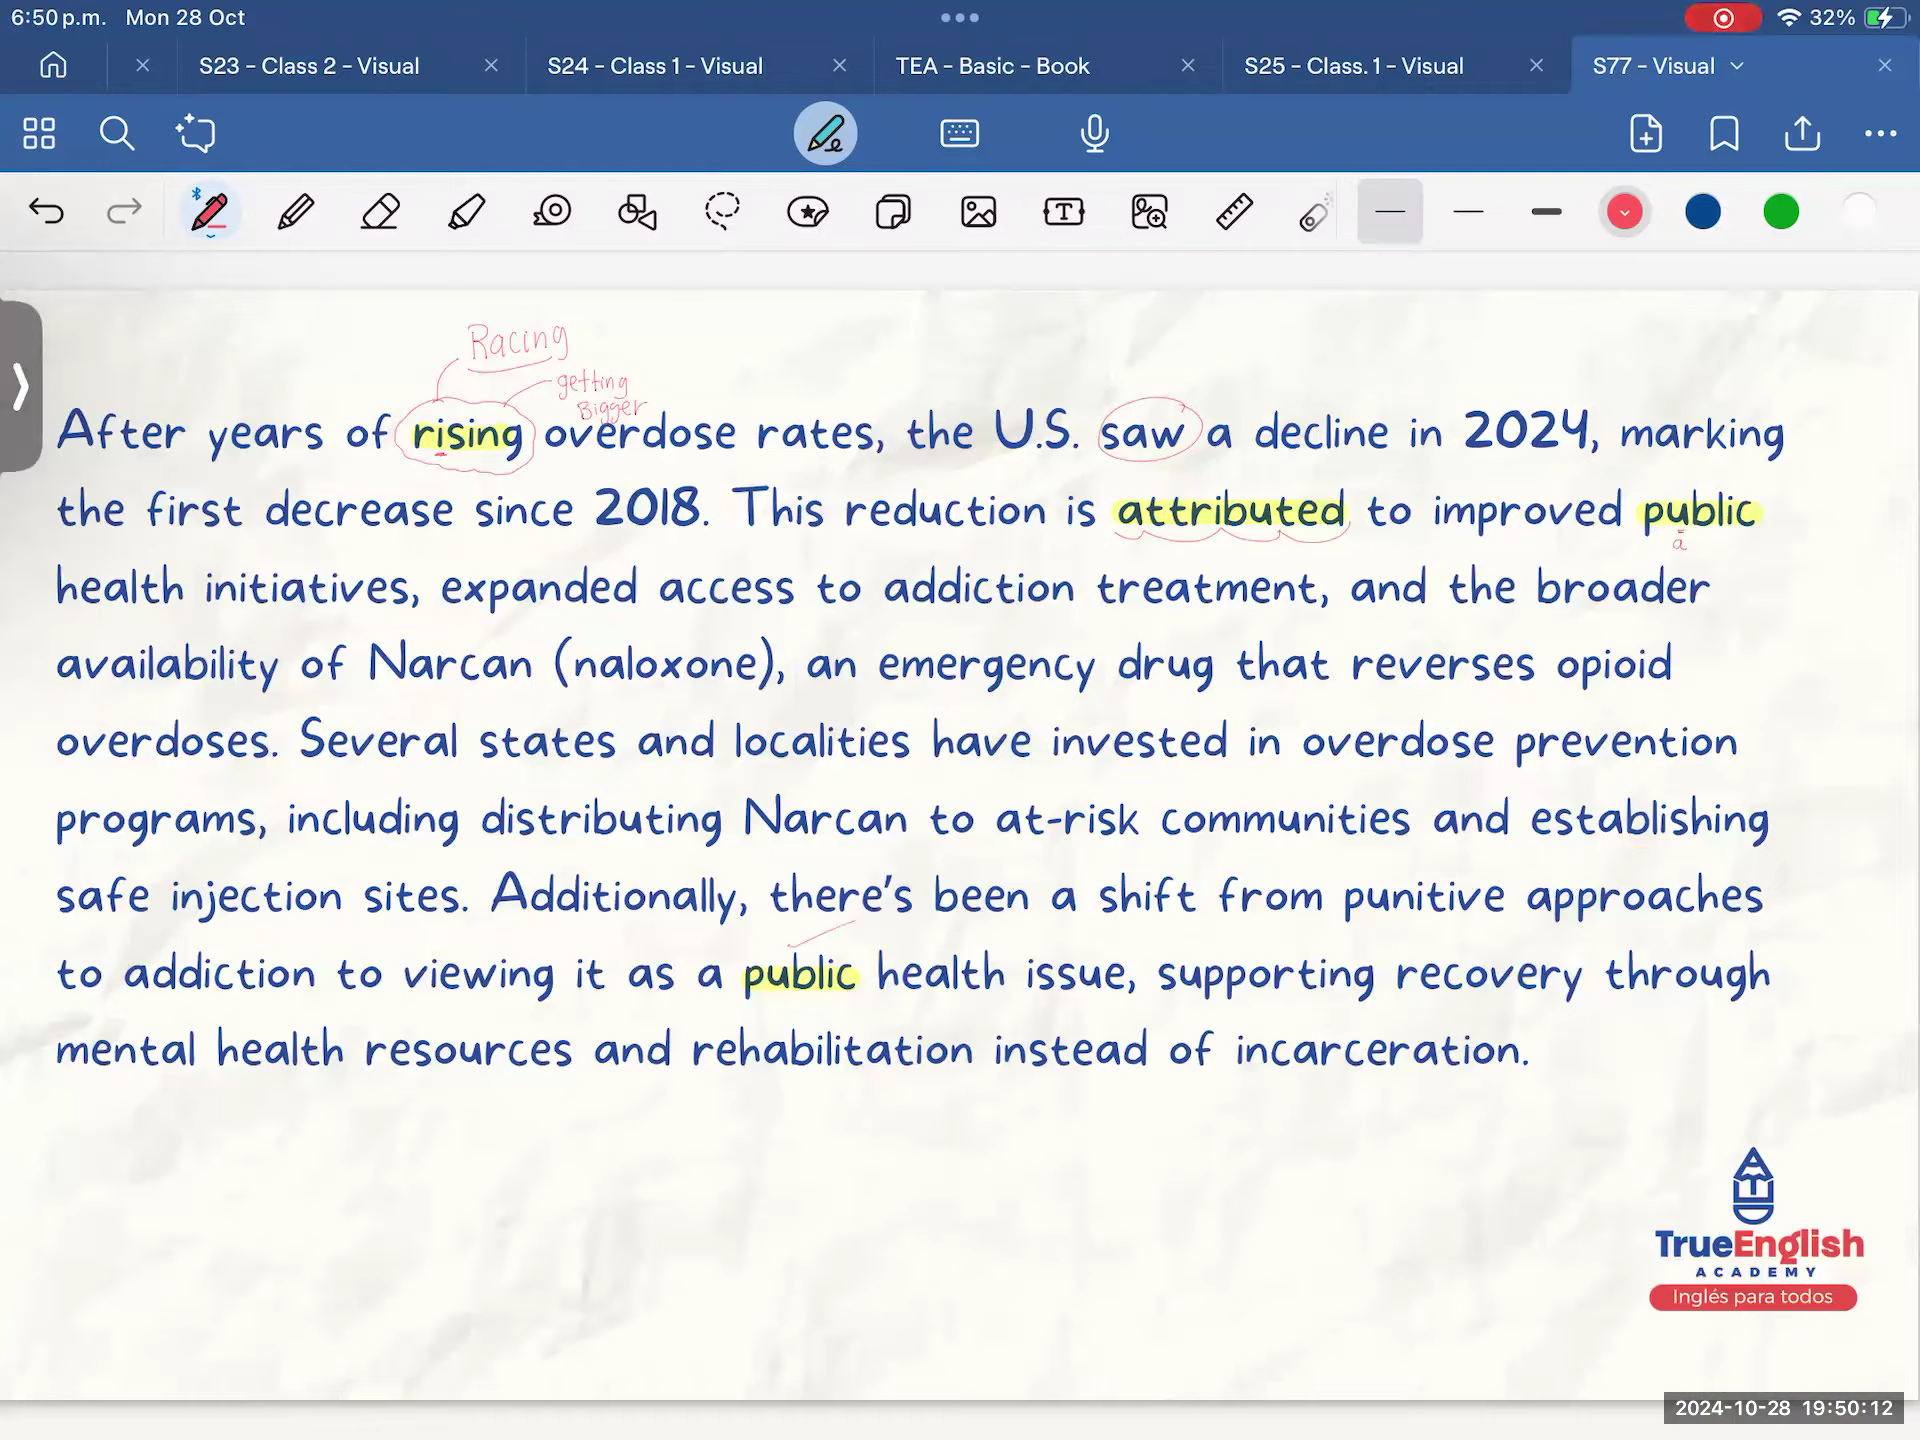 6:50 p.m. Mon 28 Oct
32%
S23 - Class 2 - Visual
S24 - Class 1 - Visual
TEA - Basic - Book
S25 - Class. 1 - Visual
S77 - Visual
Racing
getting
Bigger
After years of rising overdose rates, the U.S. saw a decline in 2024, marking
the first decrease since 2018. This reduction is attributed to improved public
a
health initiatives, expanded access to addiction treatment, and the broader
availability of Narcan (naloxone), an emergency drug that reverses opioid
overdoses. Several states and localities have invested in overdose prevention
programs, including distributing Narcan to at-risk communities and establishing
safe injection sites. Additionally, there's been a shift from punitive approaches
to addiction to viewing it as a public health issue, supporting recovery through
mental health resources and rehabilitation instead of incarceration.
TrueEnglish
ACADEMY
Inglés para todos
2024-10-28 19:50:12